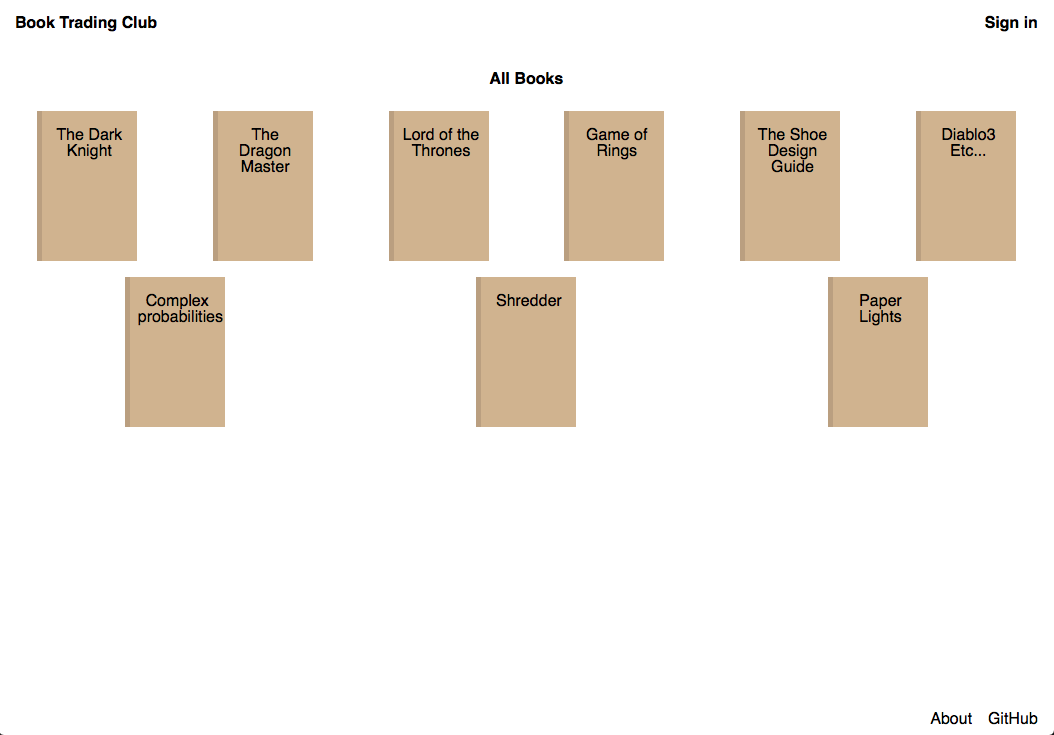 Book Trading Club
Sign in
All Books
The Dark
Knight
The
Dragon
Master
Lord of the
Thrones
Game of
Rings
The Shoe
Design
Guide
Diablo3
Etc...
Complex
probabilities
Shredder
Paper
Lights
About
GitHub